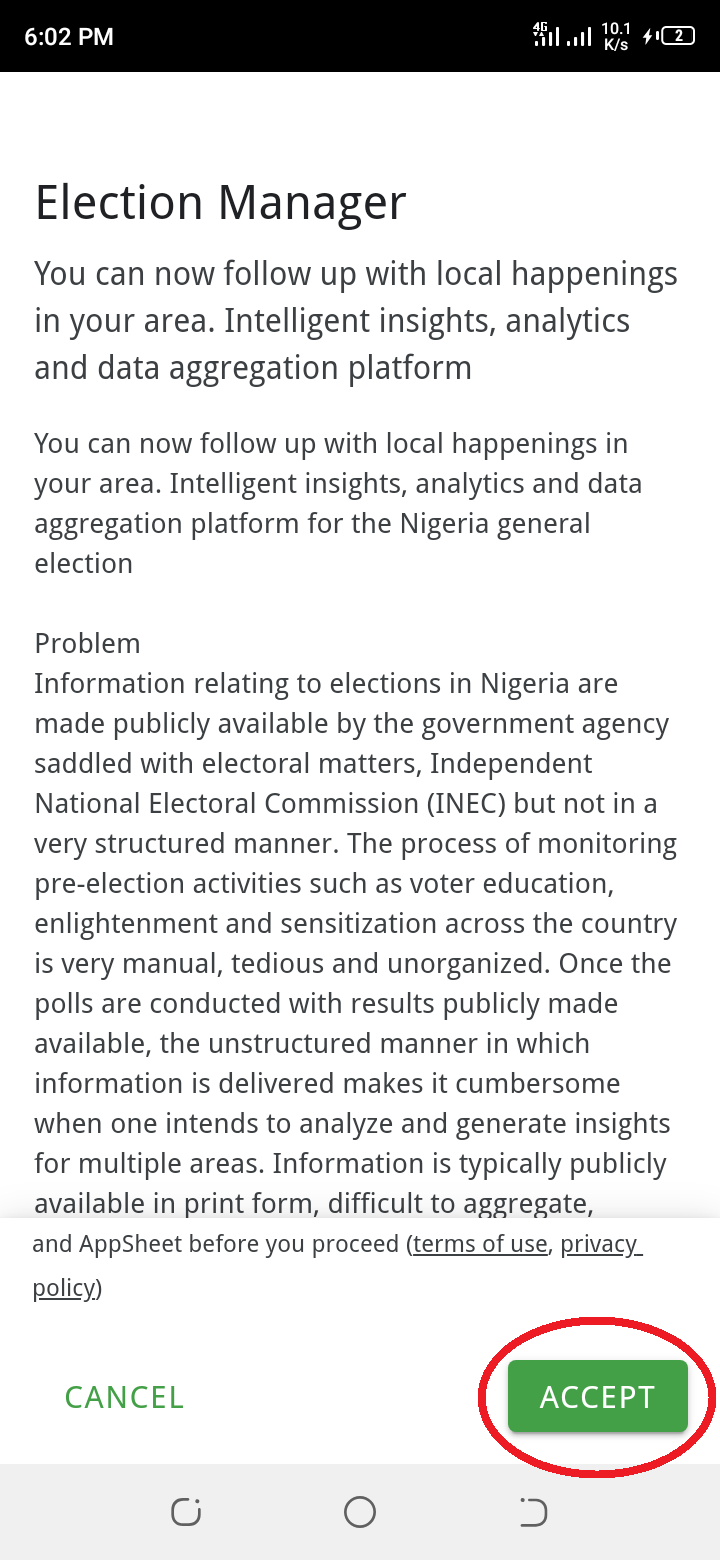 6:02 PM
4G
10.1
K/s
2
Election Manager
You can now follow up with local happenings
in your area. Intelligent insights, analytics
and data aggregation platform
You can now follow up with local happenings in
your area. Intelligent insights, analytics and data
aggregation platform for the Nigeria general
election
Problem
Information relating to elections in Nigeria are
made publicly available by the government agency
saddled with electoral matters, Independent
National Electoral Commission (INEC) but not in a
very structured manner. The process of monitoring
pre-election activities such as voter education,
enlightenment and sensitization across the country
is very manual, tedious and unorganized. Once the
polls are conducted with results publicly made
available, the unstructured manner in which
information is delivered makes it cumbersome
when one intends to analyze and generate insights
for multiple areas. Information is typically publicly
available in print form, difficult to aggregate,
and AppSheet before you proceed (terms of use, privacy
policy)
CANCEL
ACCEPT